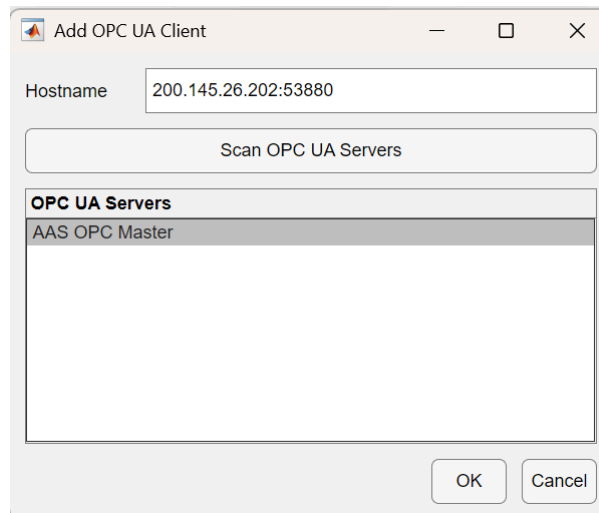 Add OPC UA Client
Hostname 200.145.26.202:53880
Scan OPC UA Servers
OPC UA Servers
AAS OPC Master
OK Cancel